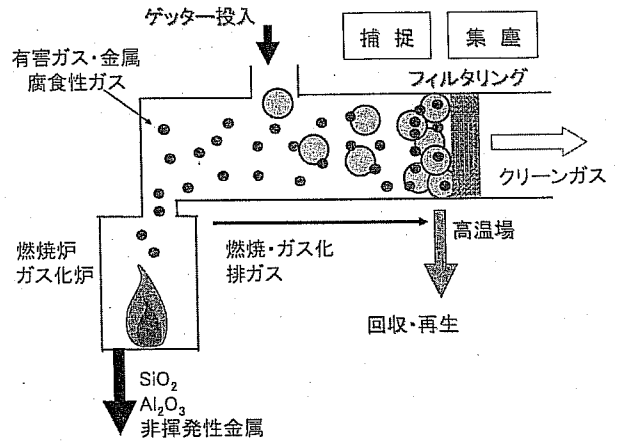 ゲッター投入
捕捉
集塵
有害ガス・金属
腐食性ガス
フィルタリング
クリーンガス
燃焼炉
ガス化炉
燃焼・ガス化
排ガス
高温場
回収・再生
SiO₂
Al₂O₃
非揮発性金属